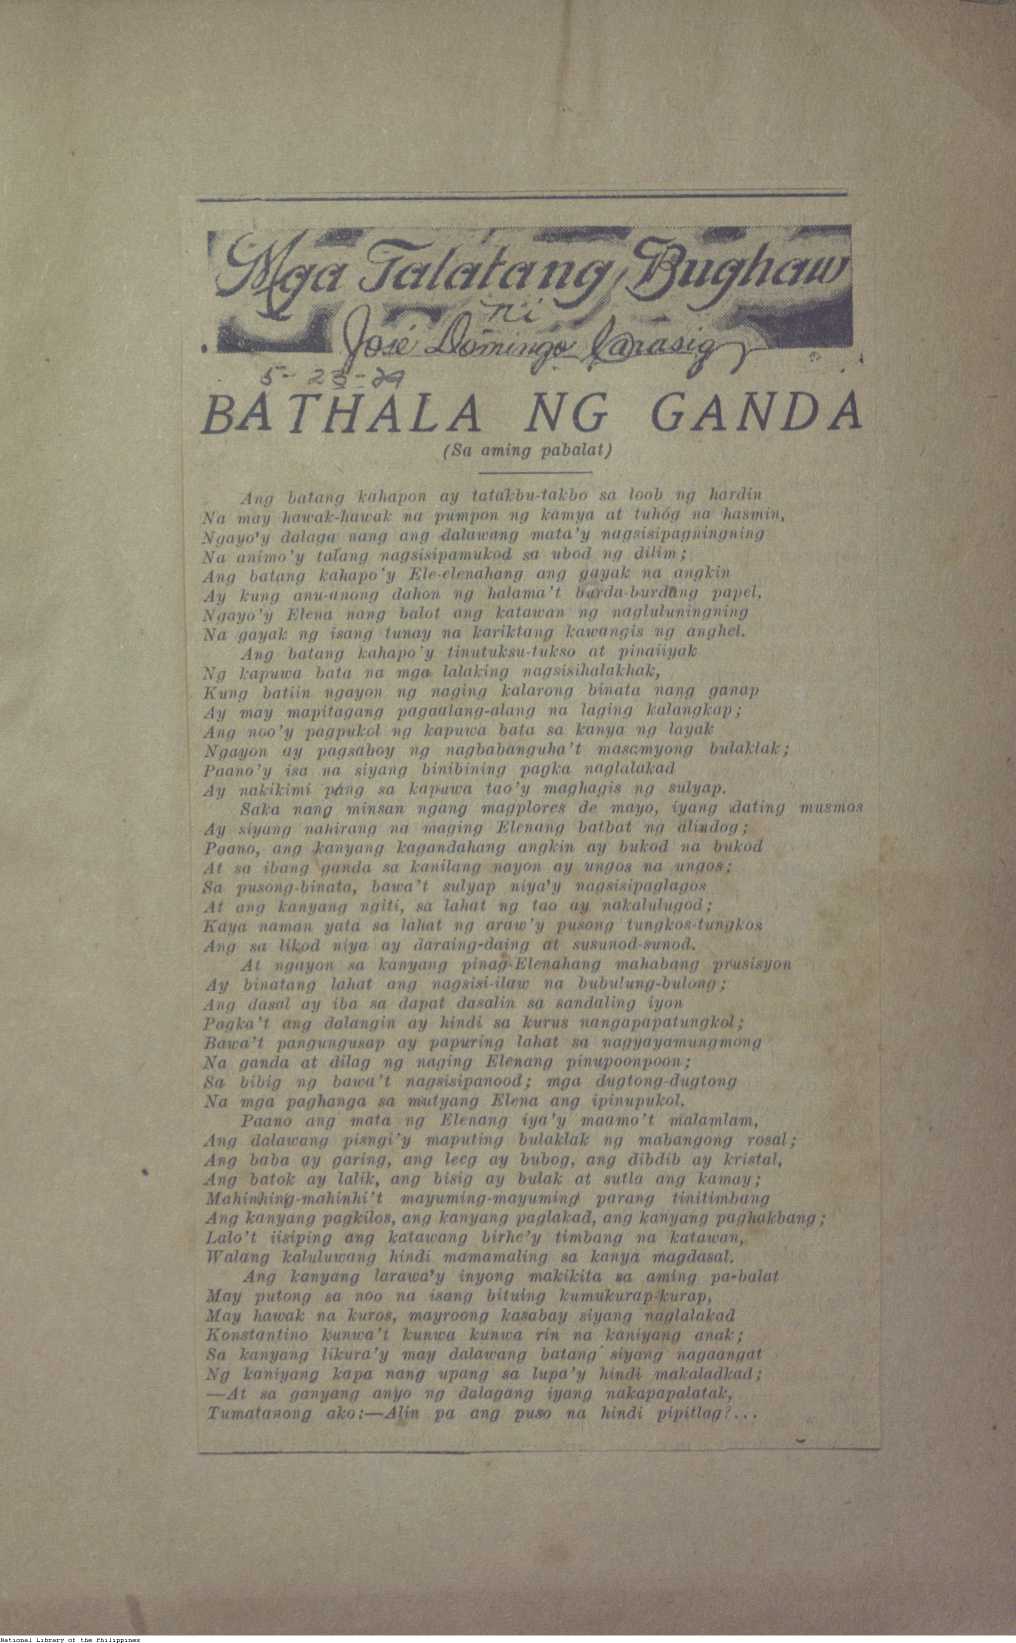 Mga Talatang Bughaw
ni
José Domingo Karasig
5-23-29
BATHALA NG GANDA
(Sa aming pabalat)
Ang batang kahapon ay tatakbu-takbo sa loob ng hardin
Na may hawak-hawak na pumpon ng kamya at tuhóg na hasmin,
Ngayo'y dalaga nang ang dalawang mata'y nagsisipagningning
Na animo'y talang nagsisipamukod sa ubod ng dilim;
Ang batang kahapo'y Ele-elenahang ang gayak na angkin
Ay kung anu-anong dahon ng halama't burda-burdang papel,
Ngayo'y Elena nang balot ang katawan ng nagluluningning
Na gayak ng isang tunay na kariktang kawangis ng anghel.
Ang batang kahapo'y tinutuksu-tukso at pinaiiyak
Ng kapuwa bata na mga lalaking nagsisihalakhak,
Kung batiin ngayon ng naging kalarong binata nang ganap
Ay may mapitagang pagaalang-alang na laging kalangkap;
Ang noo'y pagpukol ng kapuwa bata sa kanya ng layak
Ngayon ay pagsaboy ng nagbabanguha't masamyong bulaklak;
Paano'y isa na siyang binibining pagka naglalakad
Ay nakikimi pang sa kapuwa tao'y maghagis ng sulyap.
Saka nang minsan ngang magplores de mayo, iyang dating musmos
Ay siyang nahirang na maging Elenang batbat ng alindog;
Paano, ang kanyang kagandahang angkin ay bukod na bukod
At sa ibang ganda sa kanilang nayon ay ungos na ungos;
Sa pusong-binata, bawa't sulyap niya'y nagsisipaglagos
At ang kanyang ngiti, sa lahat ng tao ay nakalulugod;
Kaya naman yata sa lahat ng araw'y pusong tungkos-tungkos
Ang sa likod niya ay daraing-daing at susunod-sunod.
At ngayon sa kanyang pinag-Elenahang mahabang prusisyon
Ay binatang lahat ang nagsisi-ilaw na bubulung-bulong;
Ang dasal ay iba sa dapat dasalin sa sandaling iyon
Pagka't ang dalangin ay hindi sa kurus nangapapatungkol;
Bawa't pangungusap ay papuring lahat sa nagyayamungmong
Na ganda at dilag ng naging Elenang pinupoonpoon;
Sa bibig ng bawa't nagsisipanood; mga dugtong-dugtong
Na mga paghanga sa mutyang Elena ang ipinupukol.
Paano ang mata ng Elenang iya'y maamo't malamlam,
Ang dalawang pisngi'y maputing bulaklak ng mabangong rosal;
Ang baba ay garing, ang leeg ay bubog, ang dibdib ay kristal,
Ang batok ay lalik, ang bisig ay bulak at sutla ang kamay;
Mahinhing-mahinhi't mayuming-mayuming parang tinitimbang
Ang kanyang pagkilos, ang kanyang paglakad, ang kanyang paghakbang;
Lalo't iisiping ang katawang birhe'y timbang na katawan,
Walang kaluluwang hindi mamamaling sa kanya magdasal.
Ang kanyang larawa'y inyong makikita sa aming pa-balat
May putong sa noo na isang bituing kumukurap-kurap,
May hawak na kuros, mayroong kasabay siyang naglalakad
Konstantino kunwa't kunwa kunwa rin na kaniyang anak;
Sa kanyang likura'y may dalawang batang siyang nagaangat
Ng kaniyang kapa nang upang sa lupa'y hindi makaladkad;
—At sa ganyang anyo ng dalagang iyang nakapapalatak,
Tumatanong ako:—Alin pa ang puso na hindi pipitlag?...
National Library of the Philippines